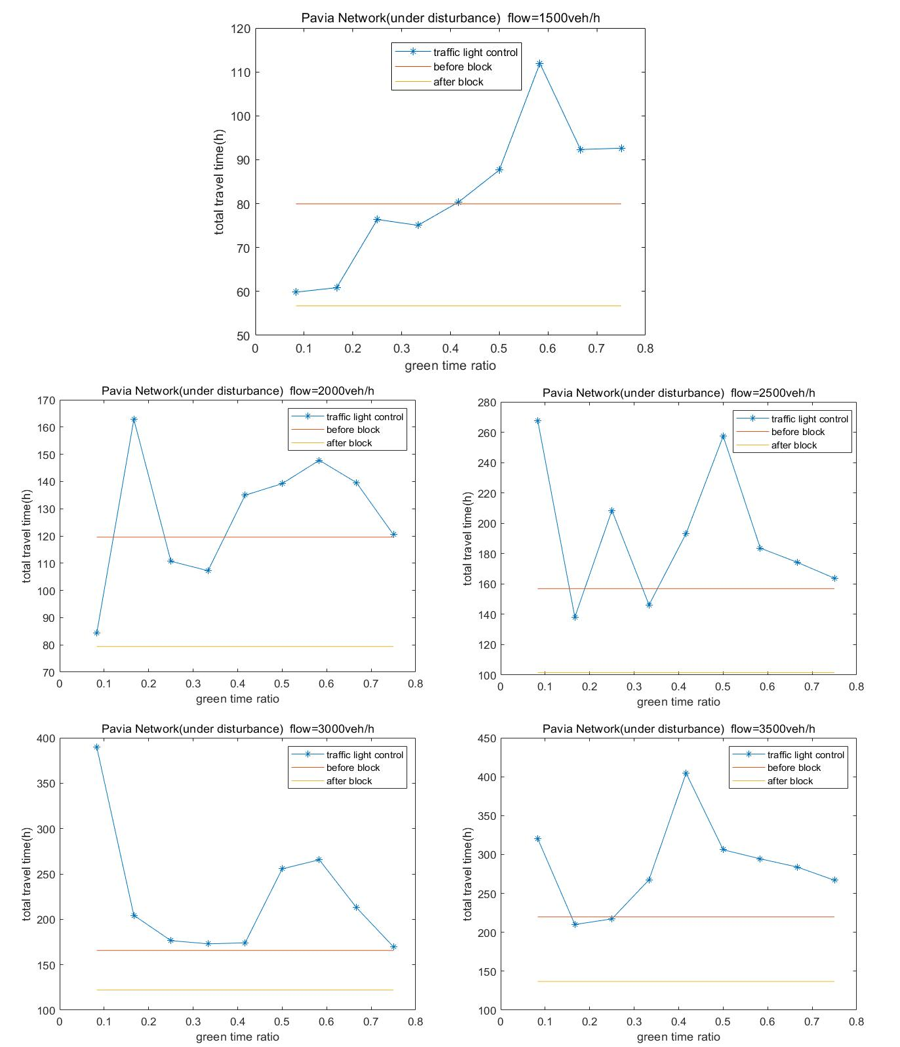 Pavia Network(under disturbance)  flow=1500veh/h
120
110
100
90
80
70
60
50
total travel time(h)
traffic light control
before block
after block
0 0.1 0.2 0.3 0.4 0.5 0.6 0.7 0.8
green time ratio
Pavia Network(under disturbance)  flow=2000veh/h
170
160
150
140
130
120
110
100
90
80
70
total travel time(h)
traffic light control
before block
after block
0 0.1 0.2 0.3 0.4 0.5 0.6 0.7 0.8
green time ratio
Pavia Network(under disturbance)  flow=2500veh/h
280
260
240
220
200
180
160
140
120
100
total travel time(h)
traffic light control
before block
after block
0 0.1 0.2 0.3 0.4 0.5 0.6 0.7 0.8
green time ratio
Pavia Network(under disturbance)  flow=3000veh/h
400
350
300
250
200
150
100
total travel time(h)
traffic light control
before block
after block
0 0.1 0.2 0.3 0.4 0.5 0.6 0.7 0.8
green time ratio
Pavia Network(under disturbance)  flow=3500veh/h
450
400
350
300
250
200
150
100
total travel time(h)
traffic light control
before block
after block
0 0.1 0.2 0.3 0.4 0.5 0.6 0.7 0.8
green time ratio